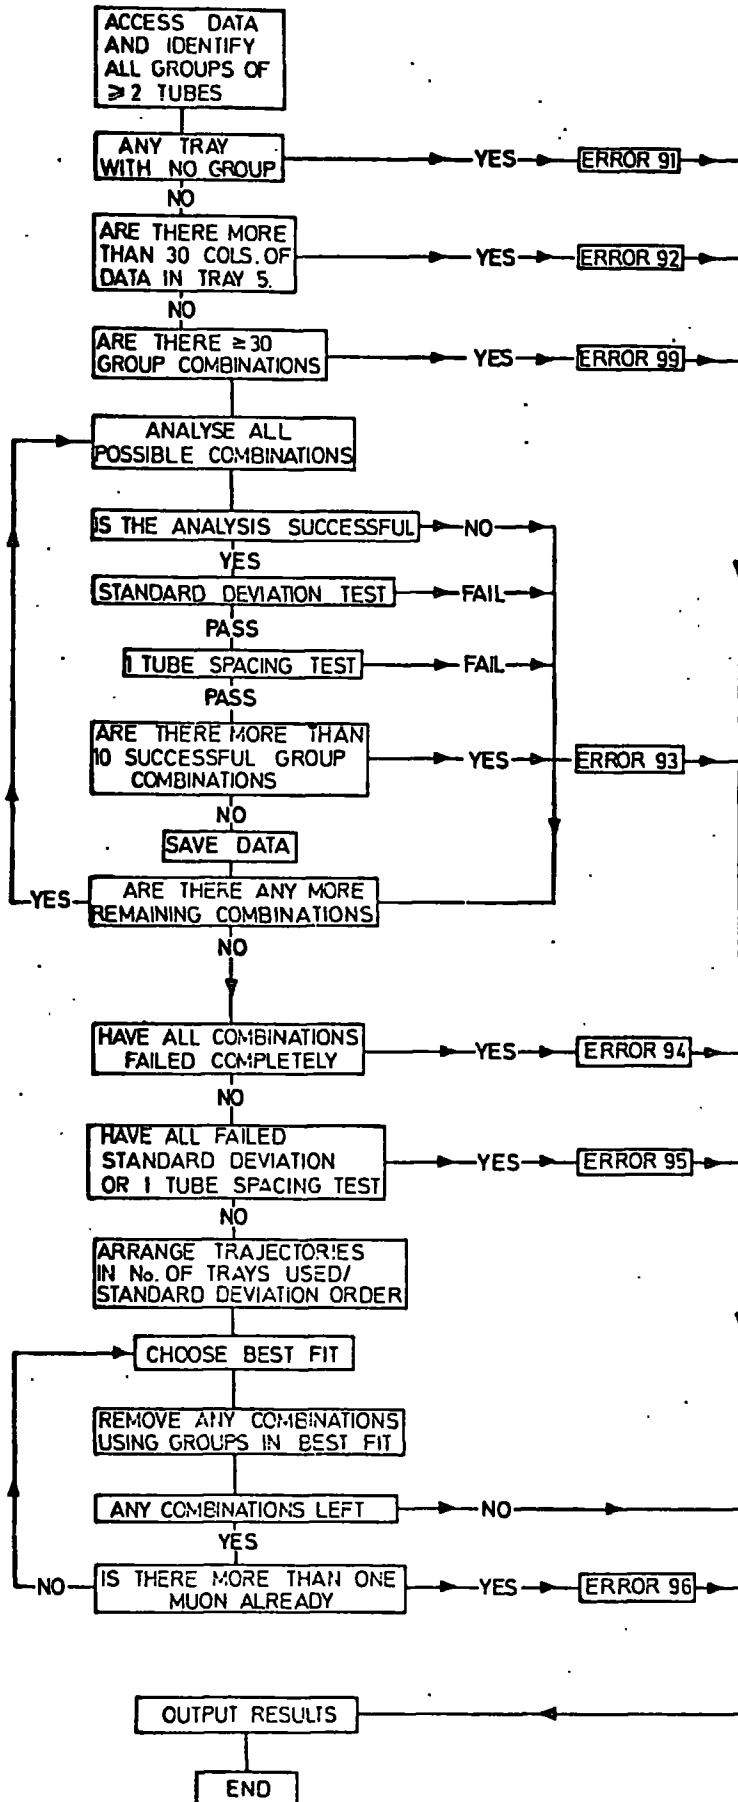 ACCESS DATA
AND IDENTIFY
ALL GROUPS OF
⩾2 TUBES
ANY TRAY
WITH NO GROUP
YES
ERROR 91
NO
ARE THERE MORE
THAN 30 COLS. OF
DATA IN TRAY 5.
YES
ERROR 92
NO
ARE THERE ≥30
GROUP COMBINATIONS
YES
ERROR 99
ANALYSE ALL
POSSIBLE COMBINATIONS
IS THE ANALYSIS SUCCESSFUL
NO
YES
STANDARD DEVIATION TEST
FAIL
PASS
1 TUBE SPACING TEST
FAIL
PASS
ARE THERE MORE THAN
10 SUCCESSFUL GROUP
COMBINATIONS
YES
ERROR 93
NO
SAVE DATA
YES
ARE THERE ANY MORE
REMAINING COMBINATIONS
NO
HAVE ALL COMBINATIONS
FAILED COMPLETELY
YES
ERROR 94
NO
HAVE ALL FAILED
STANDARD DEVIATION
OR 1 TUBE SPACING TEST
YES
ERROR 95
NO
ARRANGE TRAJECTORIES
IN No. OF TRAYS USED/
STANDARD DEVIATION ORDER
CHOOSE BEST FIT
REMOVE ANY COMBINATIONS
USING GROUPS IN BEST FIT
ANY COMBINATIONS LEFT
NO
YES
NO
IS THERE MORE THAN ONE
MUON ALREADY
YES
ERROR 96
OUTPUT RESULTS
END